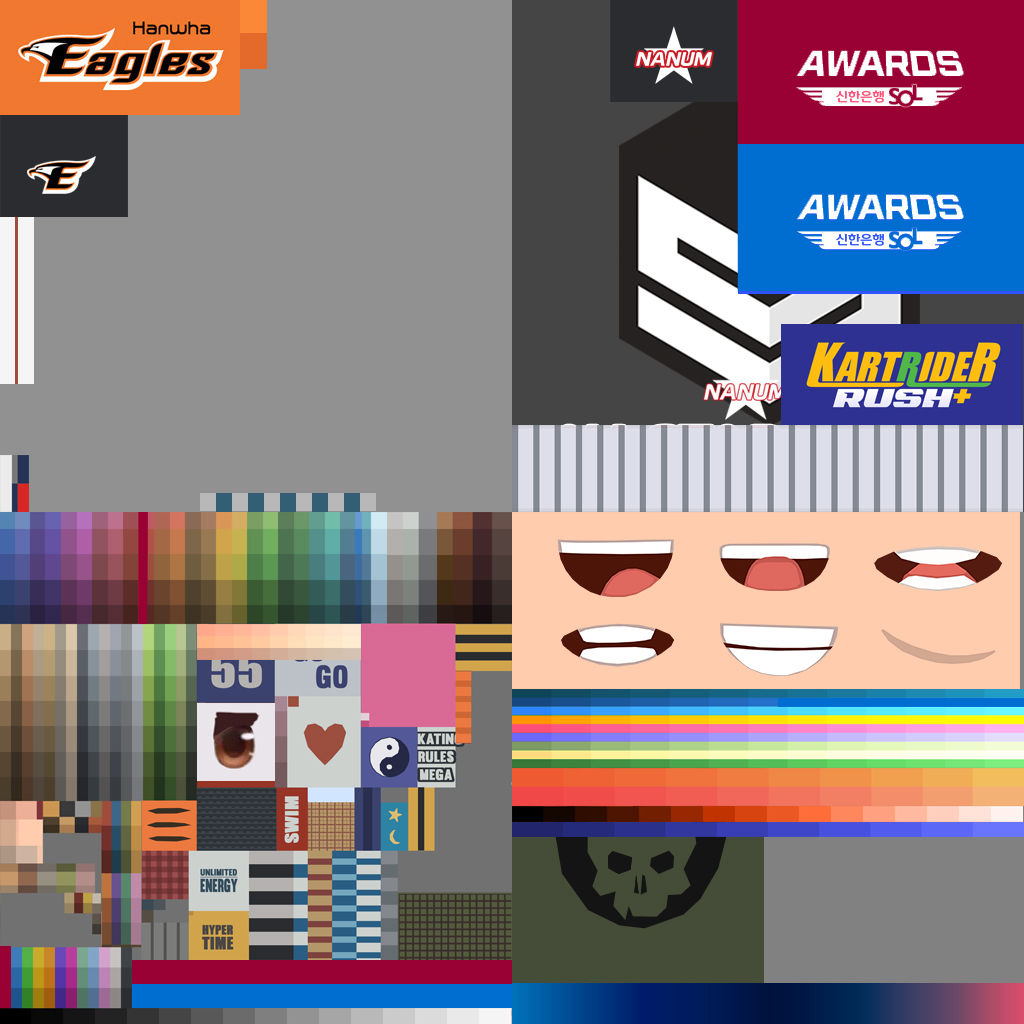 Hanwha
Eagles
E
NANUM
AWARDS
신한은행 SOL
AWARDS
신한은행 SOL
NANUM
KARTRIDER
RUSH+
55
GO
KATING
RULES
MEGA
SWIM
UNLIMITED
ENERGY
HYPER
TIME